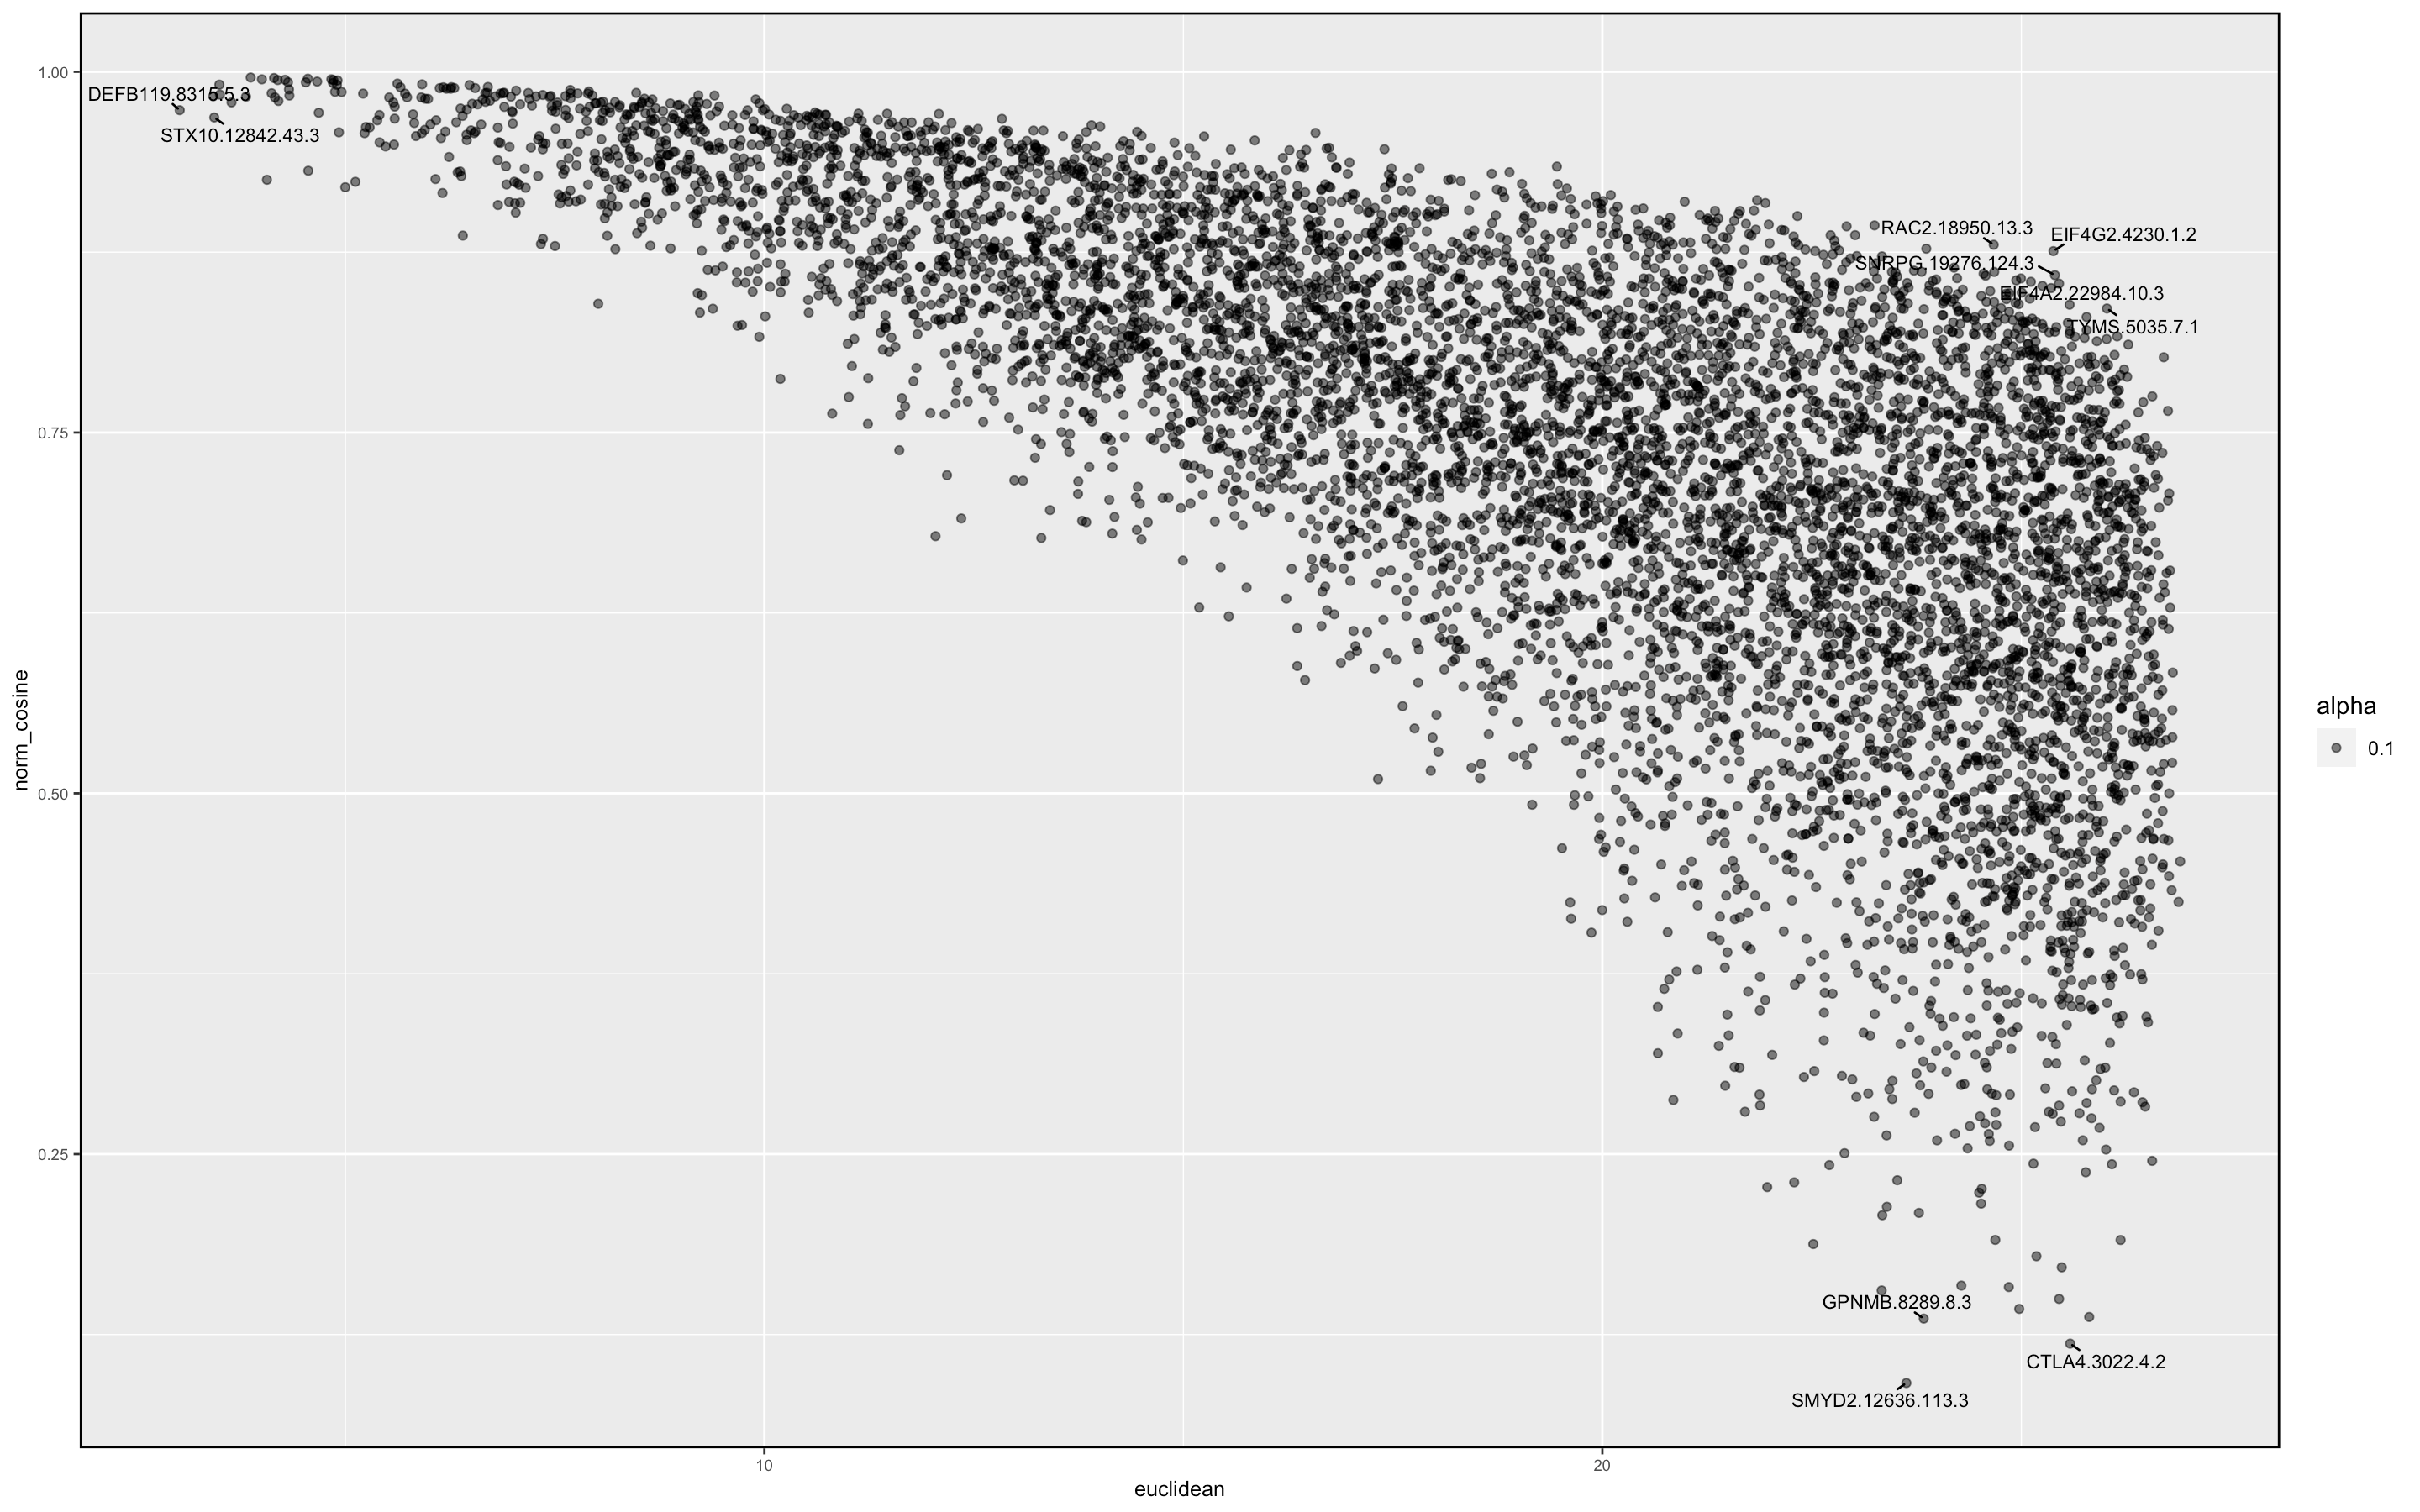 1.00
0.75
0.50
0.25
norm_cosine
DEFB119.8315.5.3
STX10.12842.43.3
RAC2.18950.13.3
EIF4G2.4230.1.2
SNRPG.19276.124.3
EIF4A2.22984.10.3
TYMS.5035.7.1
GPNMB.8289.8.3
CTLA4.3022.4.2
SMYD2.12636.113.3
10
20
euclidean
alpha
0.1